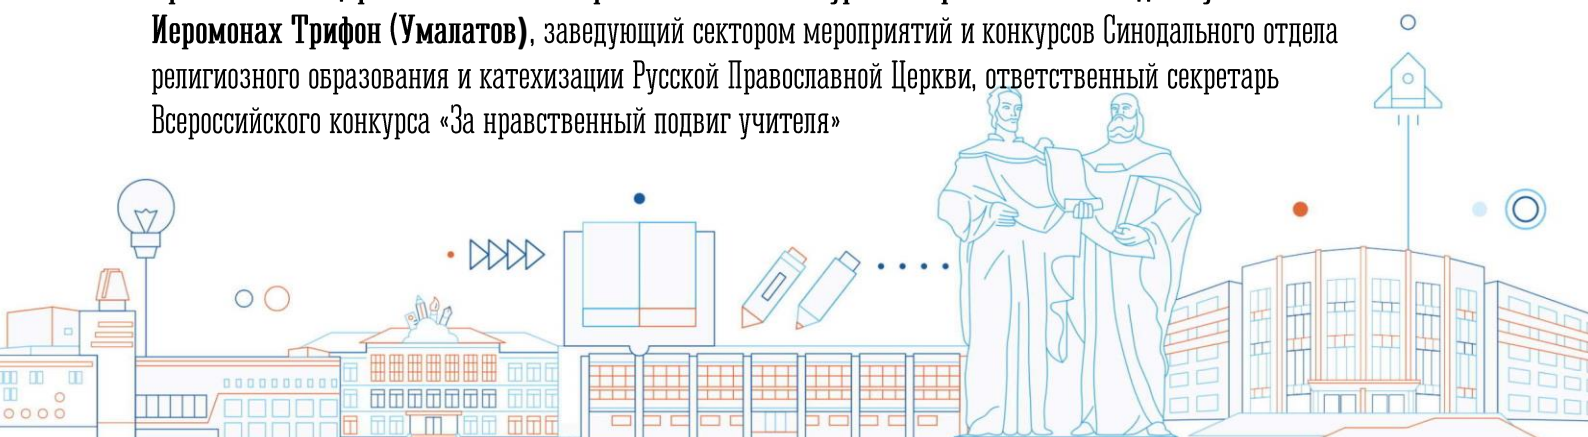 Иеромонах Трифон (Умалатов), заведующий сектором мероприятий и конкурсов Синодального отдела
религиозного образования и катехизации Русской Православной Церкви, ответственный секретарь
Всероссийского конкурса «За нравственный подвиг учителя»